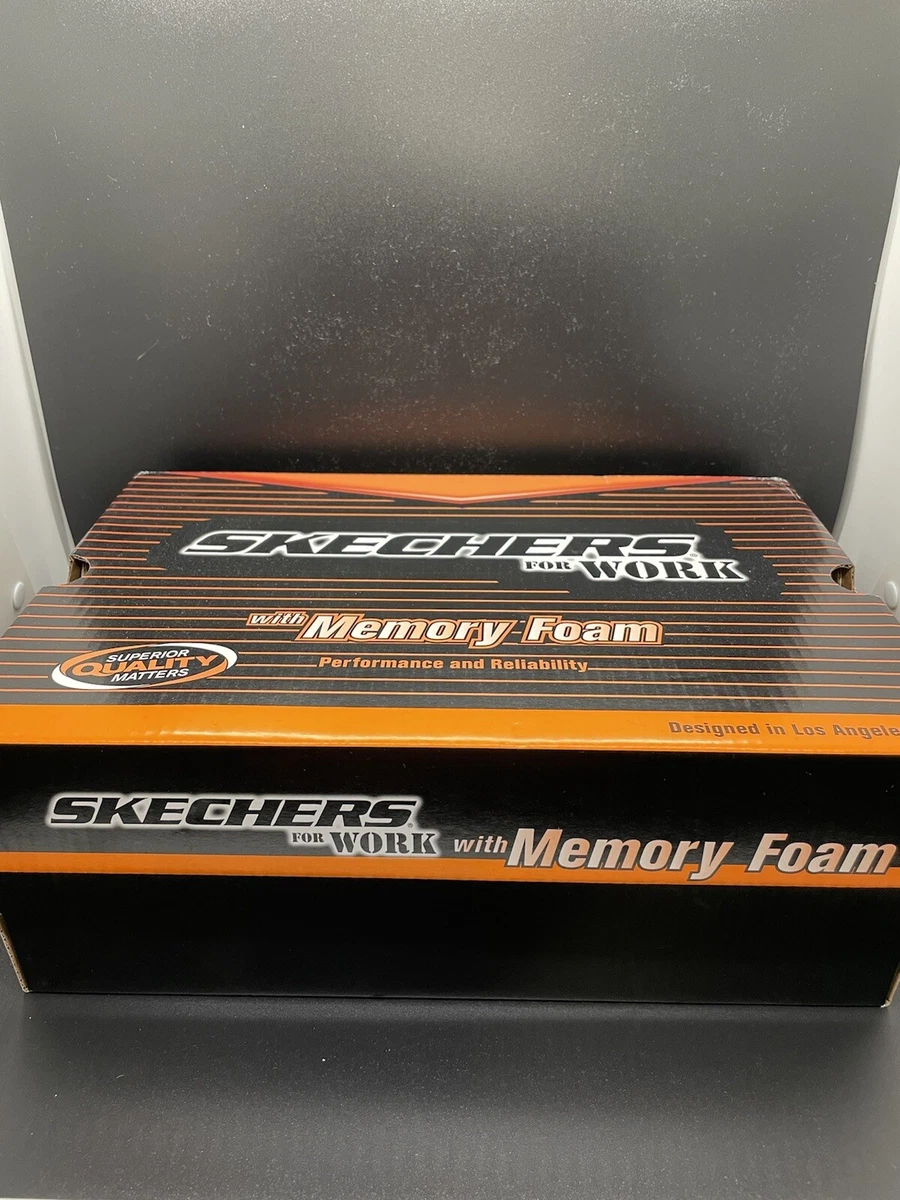 SKECHERS
FOR WORK
with Memory Foam
Performance and Reliability
SUPERIOR
QUALITY
MATTERS
Designed in Los Angele
SKECHERS
FOR WORK with Memory Foam